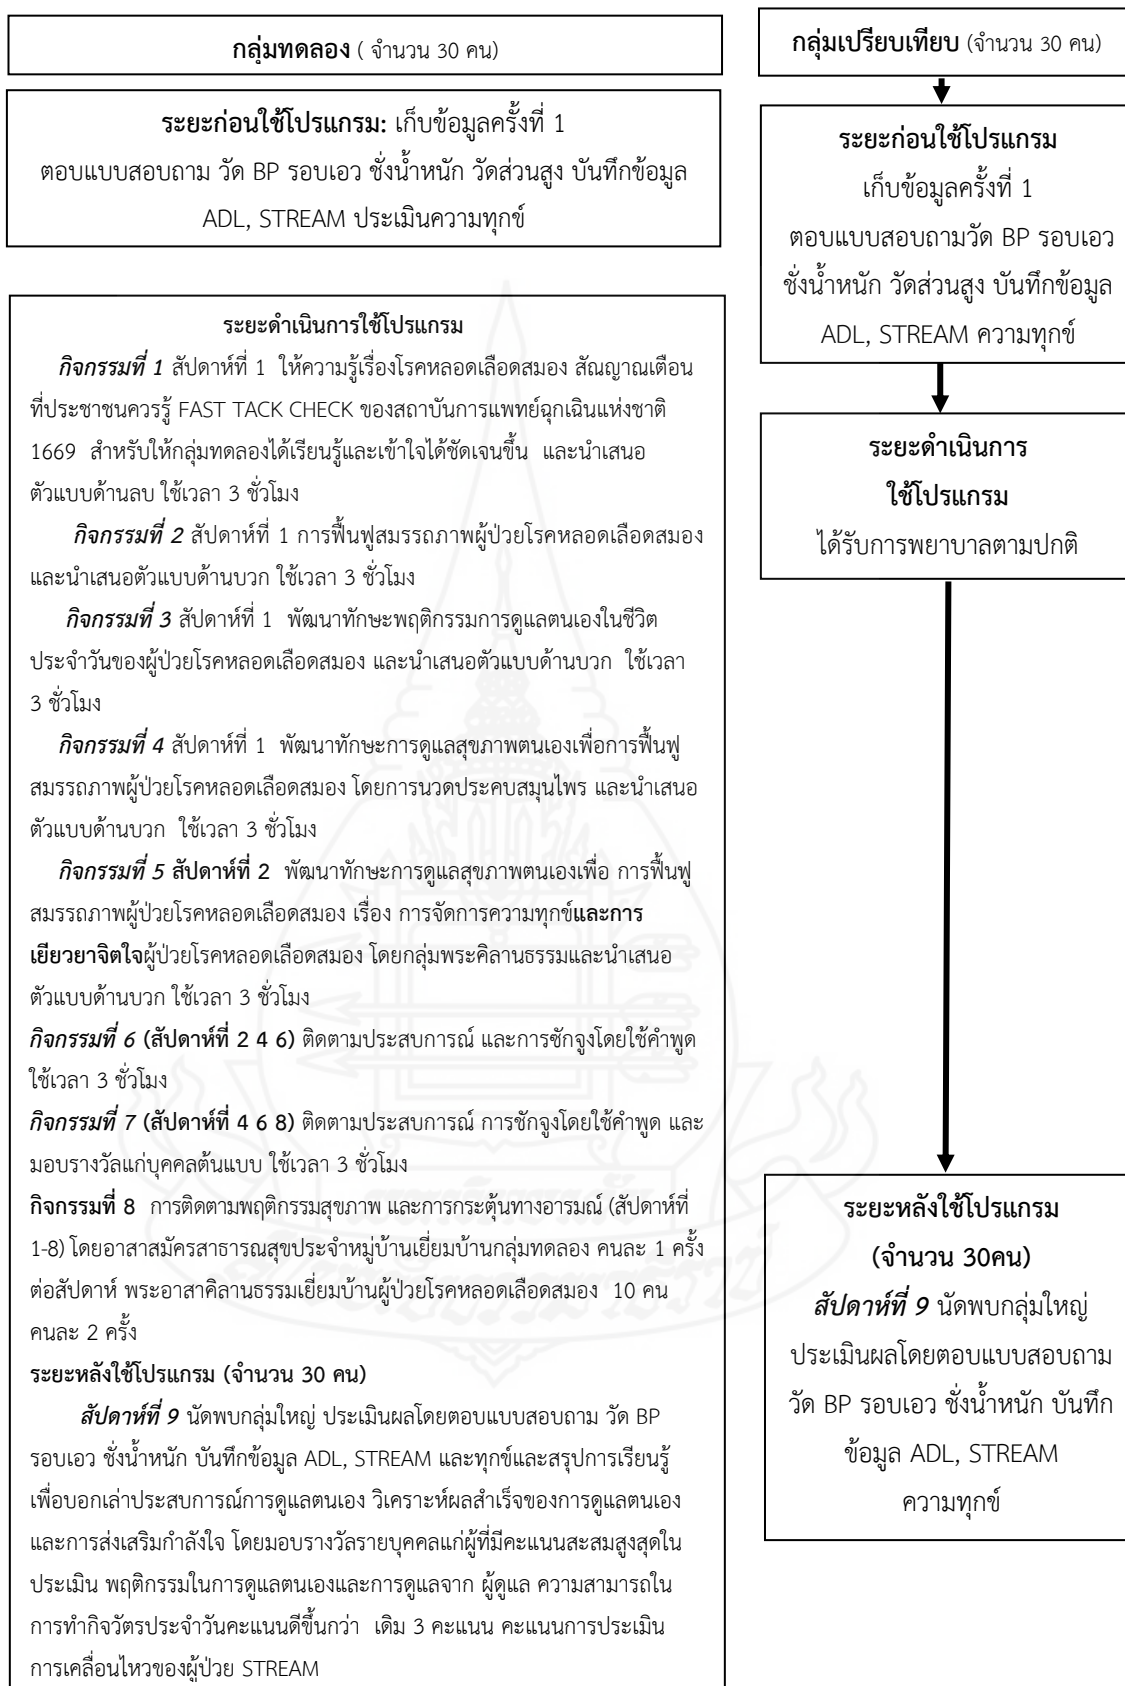 กลุ่มทดลอง ( จำนวน 30 คน)
ระยะก่อนใช้โปรแกรม: เก็บข้อมูลครั้งที่ 1
ตอบแบบสอบถาม วัด BP รอบเอว ชั่งน้ำหนัก วัดส่วนสูง บันทึกข้อมูล
ADL, STREAM ประเมินความทุกข์
ระยะดำเนินการใช้โปรแกรม
กิจกรรมที่ 1 สัปดาห์ที่ 1 ให้ความรู้เรื่องโรคหลอดเลือดสมอง สัณญาณเตือน
ที่ประชาชนควรรู้ FAST TACK CHECK ของสถาบันการแพทย์ฉุกเฉินแห่งชาติ
1669 สำหรับให้กลุ่มทดลองได้เรียนรู้และเข้าใจได้ชัดเจนขึ้น และนำเสนอ
ตัวแบบด้านลบ ใช้เวลา 3 ชั่วโมง
กิจกรรมที่ 2 สัปดาห์ที่ 1 การฟื้นฟูสมรรถภาพผู้ป่วยโรคหลอดเลือดสมอง
และนำเสนอตัวแบบด้านบวก ใช้เวลา 3 ชั่วโมง
กิจกรรมที่ 3 สัปดาห์ที่ 1 พัฒนาทักษะพฤติกรรมการดูแลตนเองในชีวิต
ประจำวันของผู้ป่วยโรคหลอดเลือดสมอง และนำเสนอตัวแบบด้านบวก ใช้เวลา
3 ชั่วโมง
กิจกรรมที่ 4 สัปดาห์ที่ 1 พัฒนาทักษะการดูแลสุขภาพตนเองเพื่อการฟื้นฟู
สมรรถภาพผู้ป่วยโรคหลอดเลือดสมอง โดยการนวดประคบสมุนไพร และนำเสนอ
ตัวแบบด้านบวก ใช้เวลา 3 ชั่วโมง
กิจกรรมที่ 5 สัปดาห์ที่ 2 พัฒนาทักษะการดูแลสุขภาพตนเองเพื่อ การฟื้นฟู
สมรรถภาพผู้ป่วยโรคหลอดเลือดสมอง เรื่อง การจัดการความทุกข์และการ
เยียวยาจิตใจผู้ป่วยโรคหลอดเลือดสมอง โดยกลุ่มพระคิลานธรรมและนำเสนอ
ตัวแบบด้านบวก ใช้เวลา 3 ชั่วโมง
กิจกรรมที่ 6 (สัปดาห์ที่ 2 4 6) ติดตามประสบการณ์ และการชักจูงโดยใช้คำพูด
ใช้เวลา 3 ชั่วโมง
กิจกรรมที่ 7 (สัปดาห์ที่ 4 6 8) ติดตามประสบการณ์ การชักจูงโดยใช้คำพูด และ
มอบรางวัลแก่บุคคลต้นแบบ ใช้เวลา 3 ชั่วโมง
กิจกรรมที่ 8 การติดตามพฤติกรรมสุขภาพ และการกระตุ้นทางอารมณ์ (สัปดาห์ที่
1-8) โดยอาสาสมัครสาธารณสุขประจำหมู่บ้านเยี่ยมบ้านกลุ่มทดลอง คนละ 1 ครั้ง
ต่อสัปดาห์ พระอาสาคิลานธรรมเยี่ยมบ้านผู้ป่วยโรคหลอดเลือดสมอง 10 คน
คนละ 2 ครั้ง
ระยะหลังใช้โปรแกรม (จำนวน 30 คน)
สัปดาห์ที่ 9 นัดพบกลุ่มใหญ่ ประเมินผลโดยตอบแบบสอบถาม วัด BP
รอบเอว ชั่งน้ำหนัก บันทึกข้อมูล ADL, STREAM และทุกข์และสรุปการเรียนรู้
เพื่อบอกเล่าประสบการณ์การดูแลตนเอง วิเคราะห์ผลสำเร็จของการดูแลตนเอง
และการส่งเสริมกำลังใจ โดยมอบรางวัลรายบุคคลแก่ผู้ที่มีคะแนนสะสมสูงสุดใน
ประเมิน พฤติกรรมในการดูแลตนเองและการดูแลจาก ผู้ดูแล ความสามารถใน
การทำกิจวัตรประจำวันคะแนนดีขึ้นกว่า เดิม 3 คะแนน คะแนนการประเมิน
การเคลื่อนไหวของผู้ป่วย STREAM
กลุ่มเปรียบเทียบ (จำนวน 30 คน)
ระยะก่อนใช้โปรแกรม
เก็บข้อมูลครั้งที่ 1
ตอบแบบสอบถามวัด BP รอบเอว
ชั่งน้ำหนัก วัดส่วนสูง บันทึกข้อมูล
ADL, STREAM ความทุกข์
ระยะดำเนินการ
ใช้โปรแกรม
ได้รับการพยาบาลตามปกติ
ระยะหลังใช้โปรแกรม
(จำนวน 30คน)
สัปดาห์ที่ 9 นัดพบกลุ่มใหญ่
ประเมินผลโดยตอบแบบสอบถาม
วัด BP รอบเอว ชั่งน้ำหนัก บันทึก
ข้อมูล ADL, STREAM
ความทุกข์